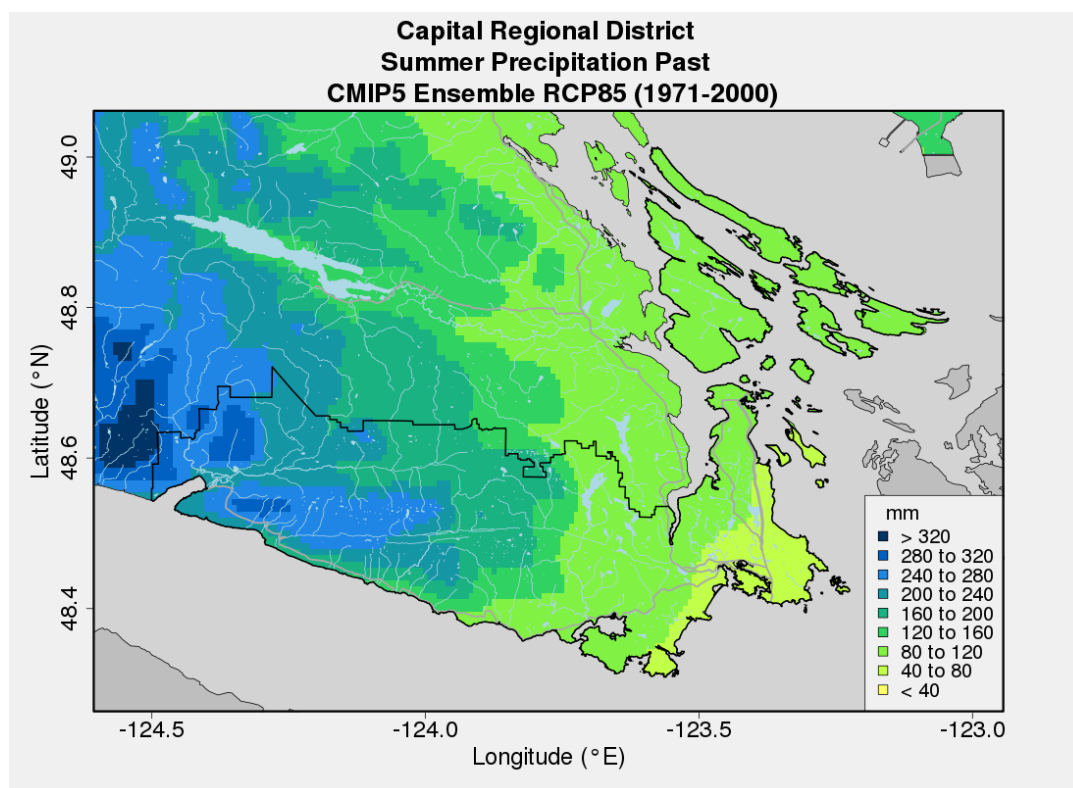 Capital Regional District
Summer Precipitation Past
CMIP5 Ensemble RCP85 (1971-2000)
Latitude (°N)
49.0
48.8
48.6
48.4
mm
> 320
280 to 320
240 to 280
200 to 240
160 to 200
120 to 160
80 to 120
40 to 80
< 40
-124.5
-124.0
-123.5
-123.0
Longitude (°E)